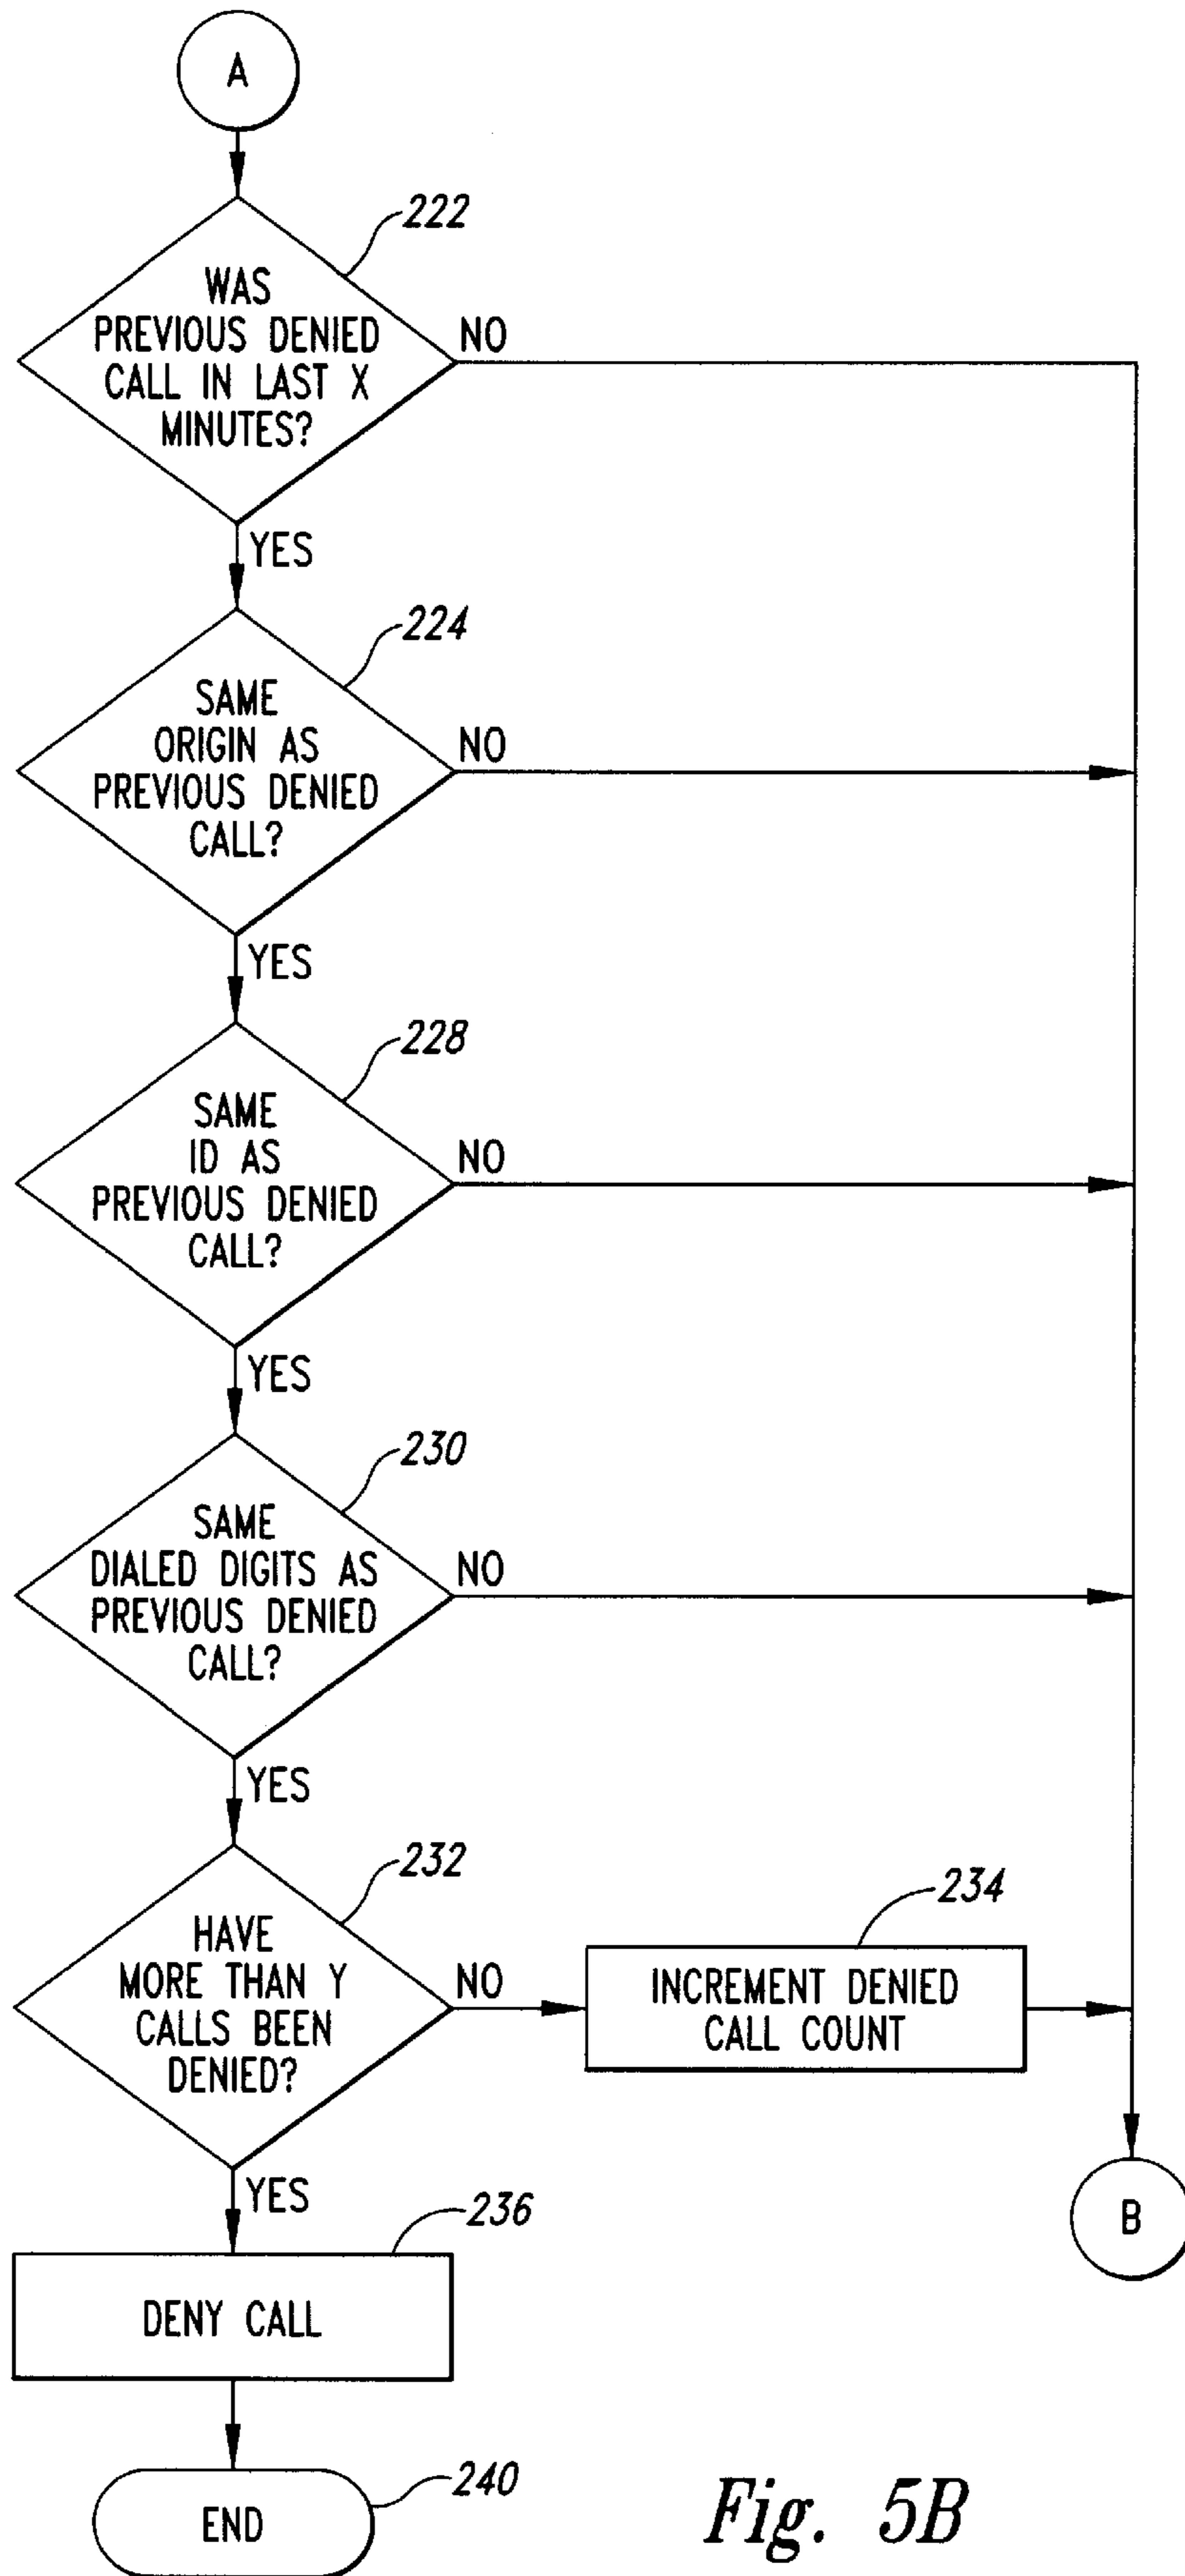 A
222
WAS
PREVIOUS DENIED
CALL IN LAST X
MINUTES?
NO
YES
224
SAME
ORIGIN AS
PREVIOUS DENIED
CALL?
NO
YES
228
SAME
ID AS
PREVIOUS DENIED
CALL?
NO
YES
230
SAME
DIALED DIGITS AS
PREVIOUS DENIED
CALL?
NO
YES
232
HAVE
MORE THAN Y
CALLS BEEN
DENIED?
NO
234
INCREMENT DENIED
CALL COUNT
YES
B
236
DENY CALL
240
END
Fig. 5B